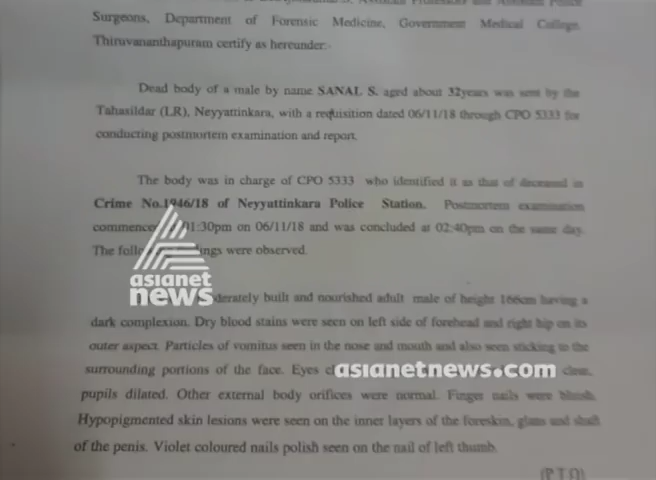 Surgeons, Department of Forensic Medicine, Government Medical College,
Thiruvananthapuram certify as hereunder:-
Dead body of a male by name SANAL S. aged about 32years was sent by the
Tahasildar (LR), Neyyattinkara, with a requisition dated 06/11/18 through CPO 5333 for
conducting postmortem examination and report.
The body was in charge of CPO 5333 who identified it as that of deceased in
Crime No.1946/18 of Neyyattinkara Police Station. Postmortem examination
commenced 01:30pm on 06/11/18 and was concluded at 02:40pm on the same day.
The were observed.
asianet
news
built and nourished adult male of height 166cm having a
dark complexion. Dry blood stains were seen on left side of forehead and right hip on its
outer aspect. Particles of vomitus seen in the nose and mouth and also seen sticking to the
surrounding portions of the face. Eyes clear,
asianetnews.com
pupils dilated. Other external body orifices were normal. Finger nails were bluish.
Hypopigmented skin lesions were seen on the inner layers of the foreskin, glans and shaft
of the penis. Violet coloured nails polish seen on the nail of left thumb.
(P.T.O)